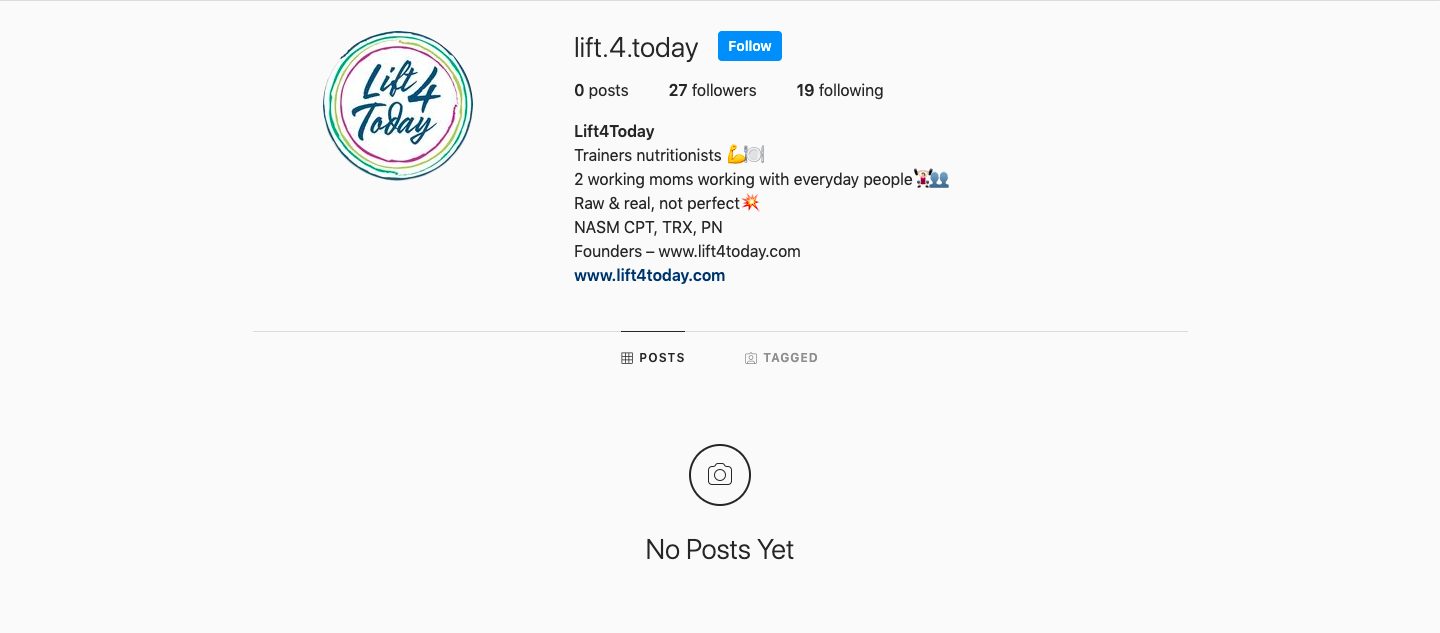 Lift 4
Today
lift.4.today Follow
0 posts 27 followers 19 following
Lift4Today
Trainers nutritionists 💪🍽️
2 working moms working with everyday people🏋🏻‍♀️👥
Raw & real, not perfect💥
NASM CPT, TRX, PN
Founders – www.lift4today.com
www.lift4today.com
POSTS TAGGED
No Posts Yet